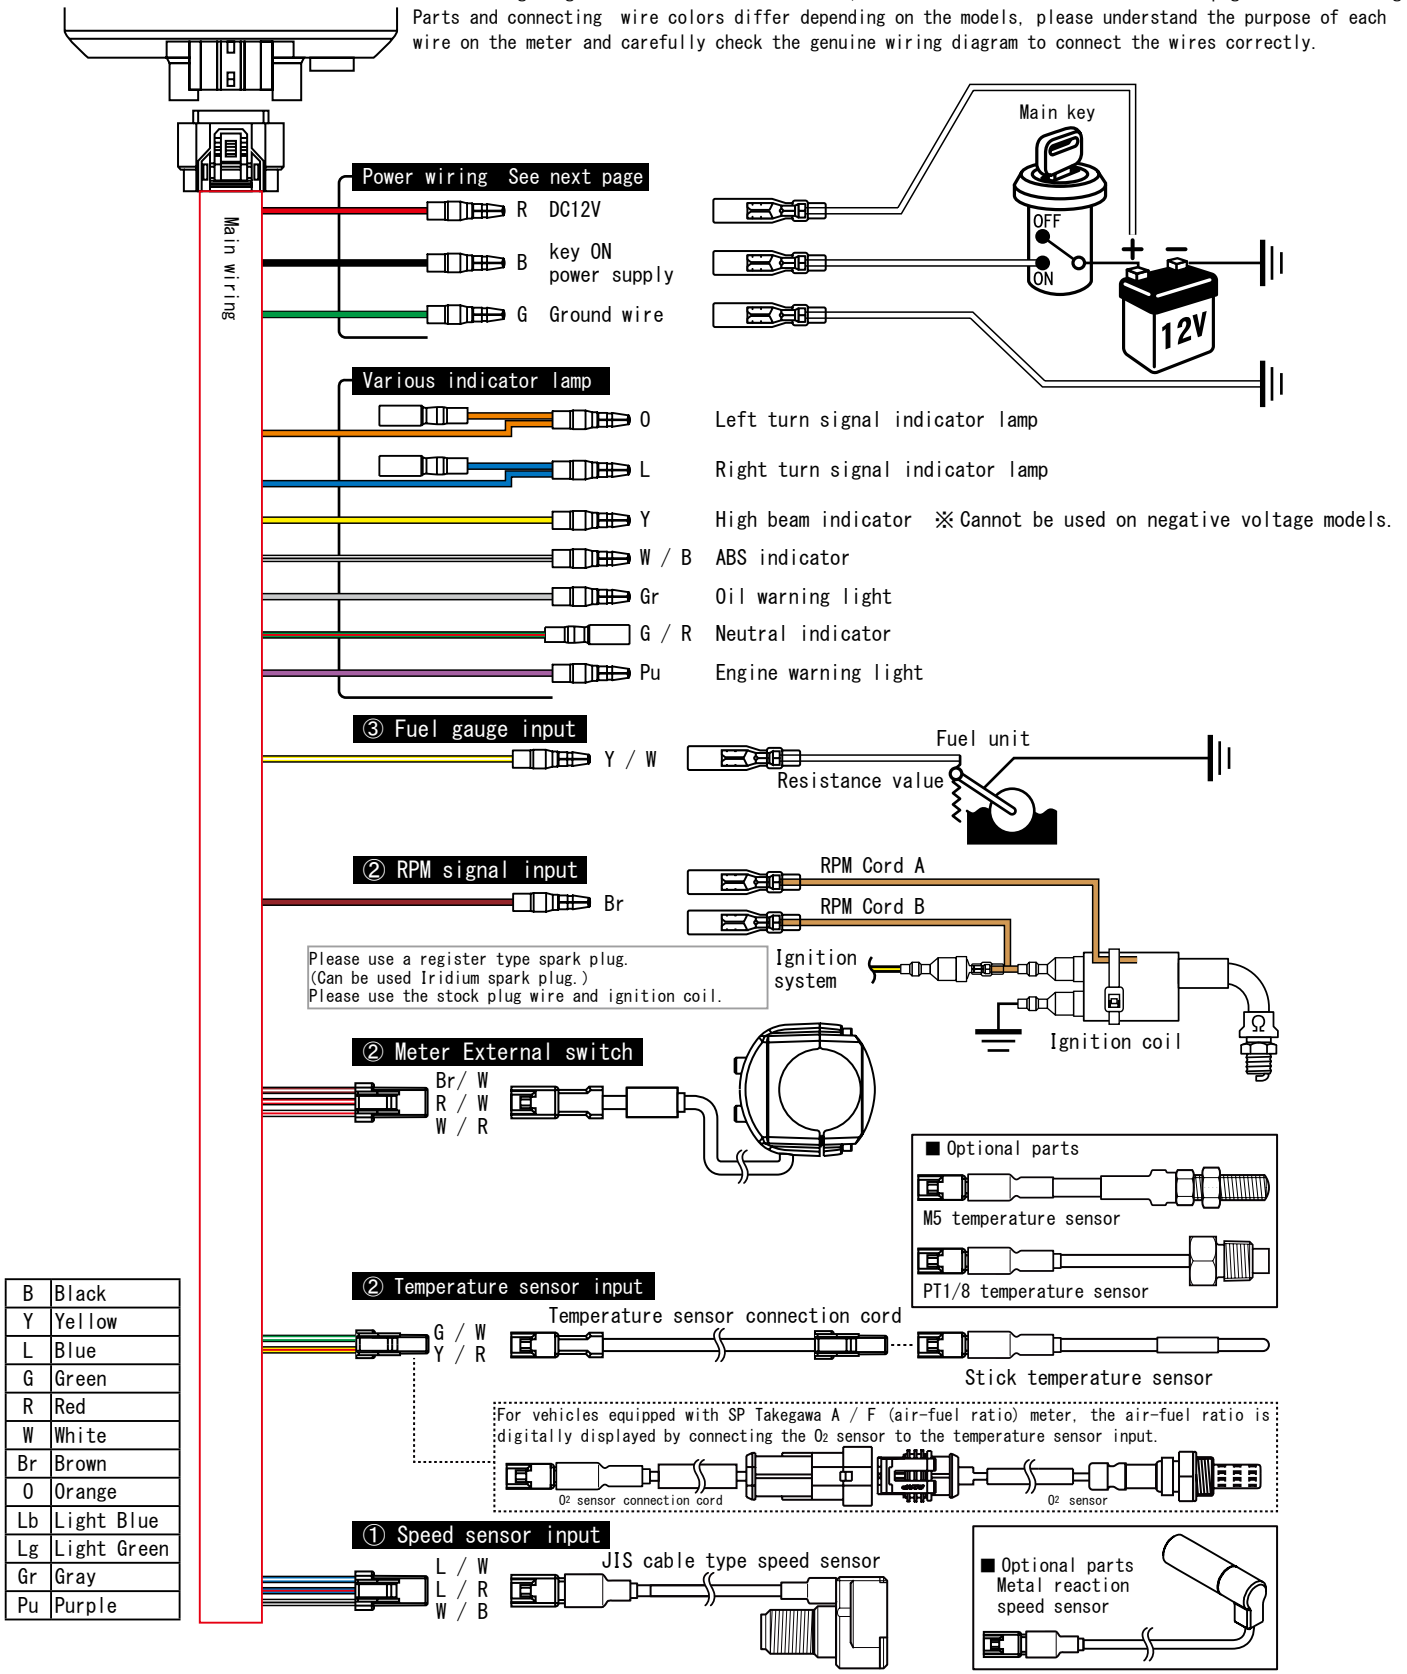 Parts and connecting wire colors differ depending on the models, please understand the purpose of each
wire on the meter and carefully check the genuine wiring diagram to connect the wires correctly.
Main key
Power wiring See next page
Main wiring
R DC12V
OFF
B key ON
power supply
ON
+ −
G Ground wire
12V
Various indicator lamp
O Left turn signal indicator lamp
L Right turn signal indicator lamp
Y High beam indicator ※Cannot be used on negative voltage models.
W / B ABS indicator
Gr Oil warning light
G / R Neutral indicator
Pu Engine warning light
③ Fuel gauge input
Y / W
Fuel unit
Resistance value
② RPM signal input
Br
RPM Cord A
RPM Cord B
Please use a register type spark plug.
(Can be used Iridium spark plug.)
Please use the stock plug wire and ignition coil.
Ignition
system
Ω
Ignition coil
② Meter External switch
Br/ W
R / W
W / R
■ Optional parts
M5 temperature sensor
PT1/8 temperature sensor
② Temperature sensor input
G / W
Y / R
Temperature sensor connection cord
Stick temperature sensor
For vehicles equipped with SP Takegawa A / F (air-fuel ratio) meter, the air-fuel ratio is
digitally displayed by connecting the O2 sensor to the temperature sensor input.
O2 sensor connection cord
O2 sensor
① Speed sensor input
L / W
L / R
W / B
JIS cable type speed sensor
■ Optional parts
Metal reaction
speed sensor
B Black
Y Yellow
L Blue
G Green
R Red
W White
Br Brown
O Orange
Lb Light Blue
Lg Light Green
Gr Gray
Pu Purple